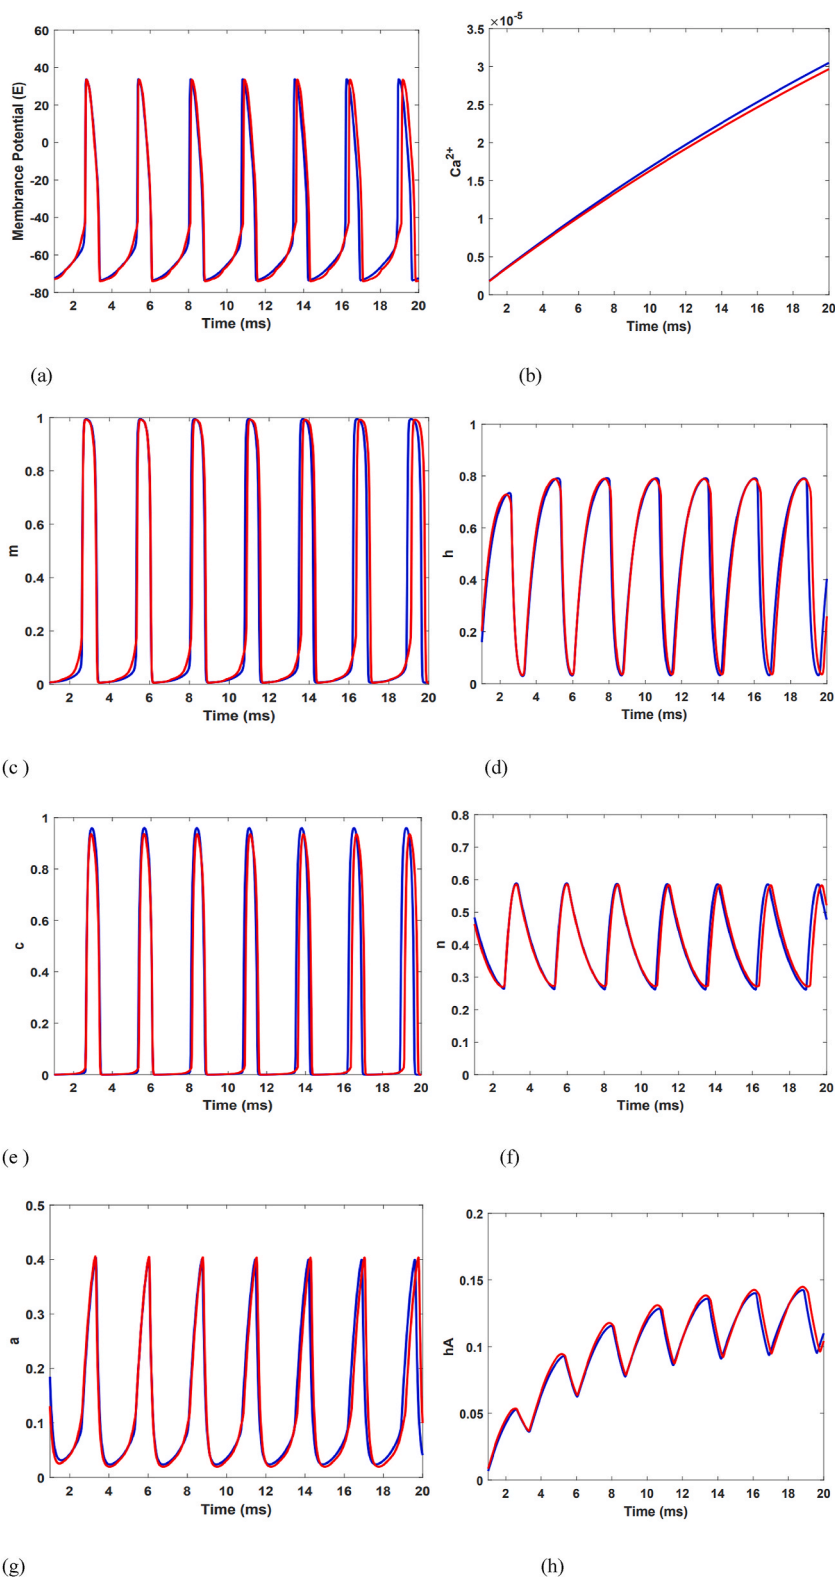 60
40
20
0
-20
-40
-60
-80
Membrance Potential (E)
2 4 6 8 10 12 14 16 18 20
Time (ms)
(a)
×10⁻⁵
3.5
3
2.5
2
1.5
1
0.5
0
Ca²⁺
2 4 6 8 10 12 14 16 18 20
Time (ms)
(b)
1
0.8
0.6
0.4
0.2
0
m
2 4 6 8 10 12 14 16 18 20
Time (ms)
(c )
1
0.8
0.6
0.4
0.2
0
h
2 4 6 8 10 12 14 16 18 20
Time (ms)
(d)
1
0.8
0.6
0.4
0.2
0
c
2 4 6 8 10 12 14 16 18 20
Time (ms)
(e )
0.8
0.7
0.6
0.5
0.4
0.3
0.2
0.1
0
n
2 4 6 8 10 12 14 16 18 20
Time (ms)
(f)
0.5
0.4
0.3
0.2
0.1
0
a
2 4 6 8 10 12 14 16 18 20
Time (ms)
(g)
0.2
0.15
0.1
0.05
0
hA
2 4 6 8 10 12 14 16 18 20
Time (ms)
(h)